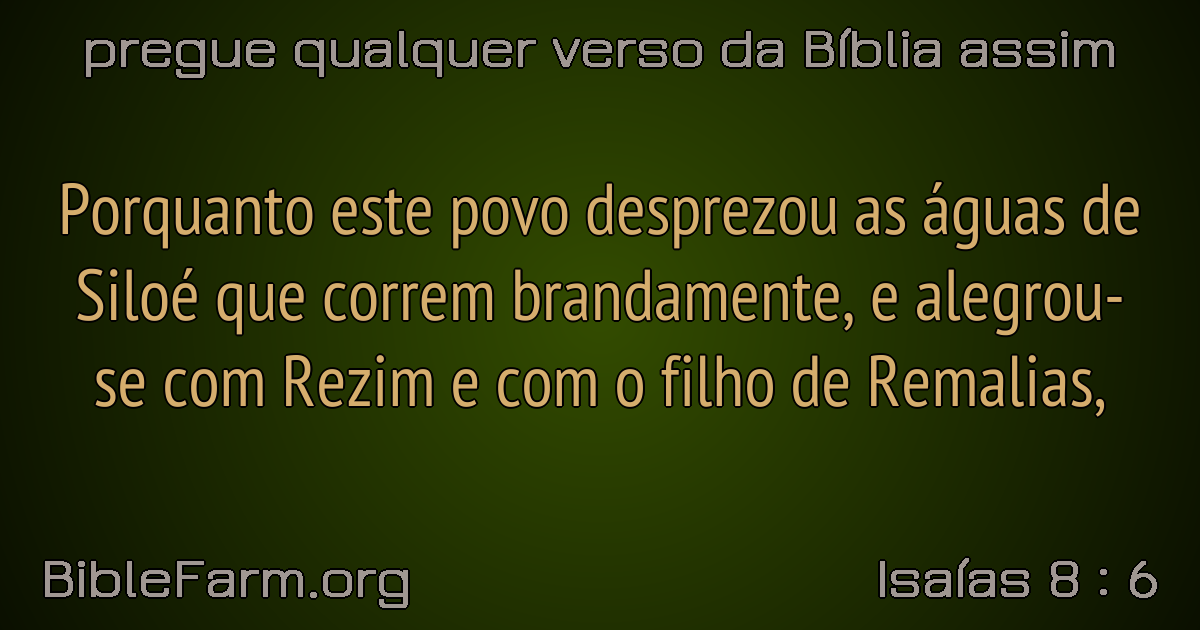 pregue qualquer verso da Bíblia assim
Porquanto este povo desprezou as águas de
Siloé que correm brandamente, e alegrou-
se com Rezim e com o filho de Remalias,
BibleFarm.org
Isaías 8 : 6